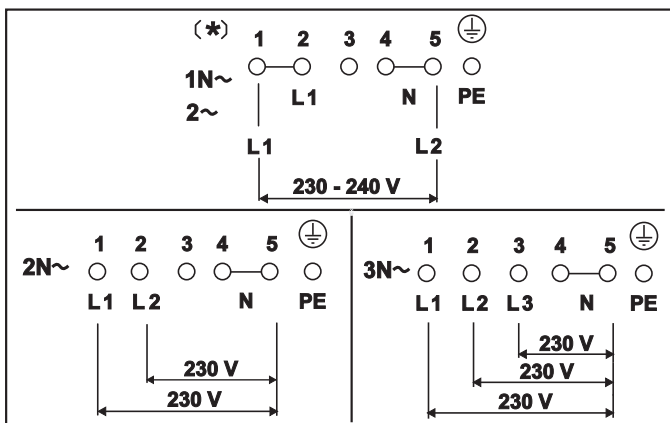 (*) 1 2 3 4 5
1N~ L1 N PE
2~
L1 L2
230 - 240 V
1 2 3 4 5
2N~
L1 L2 N PE
230 V
230 V
1 2 3 4 5
3N~
L1 L2 L3 N PE
230 V
230 V
230 V